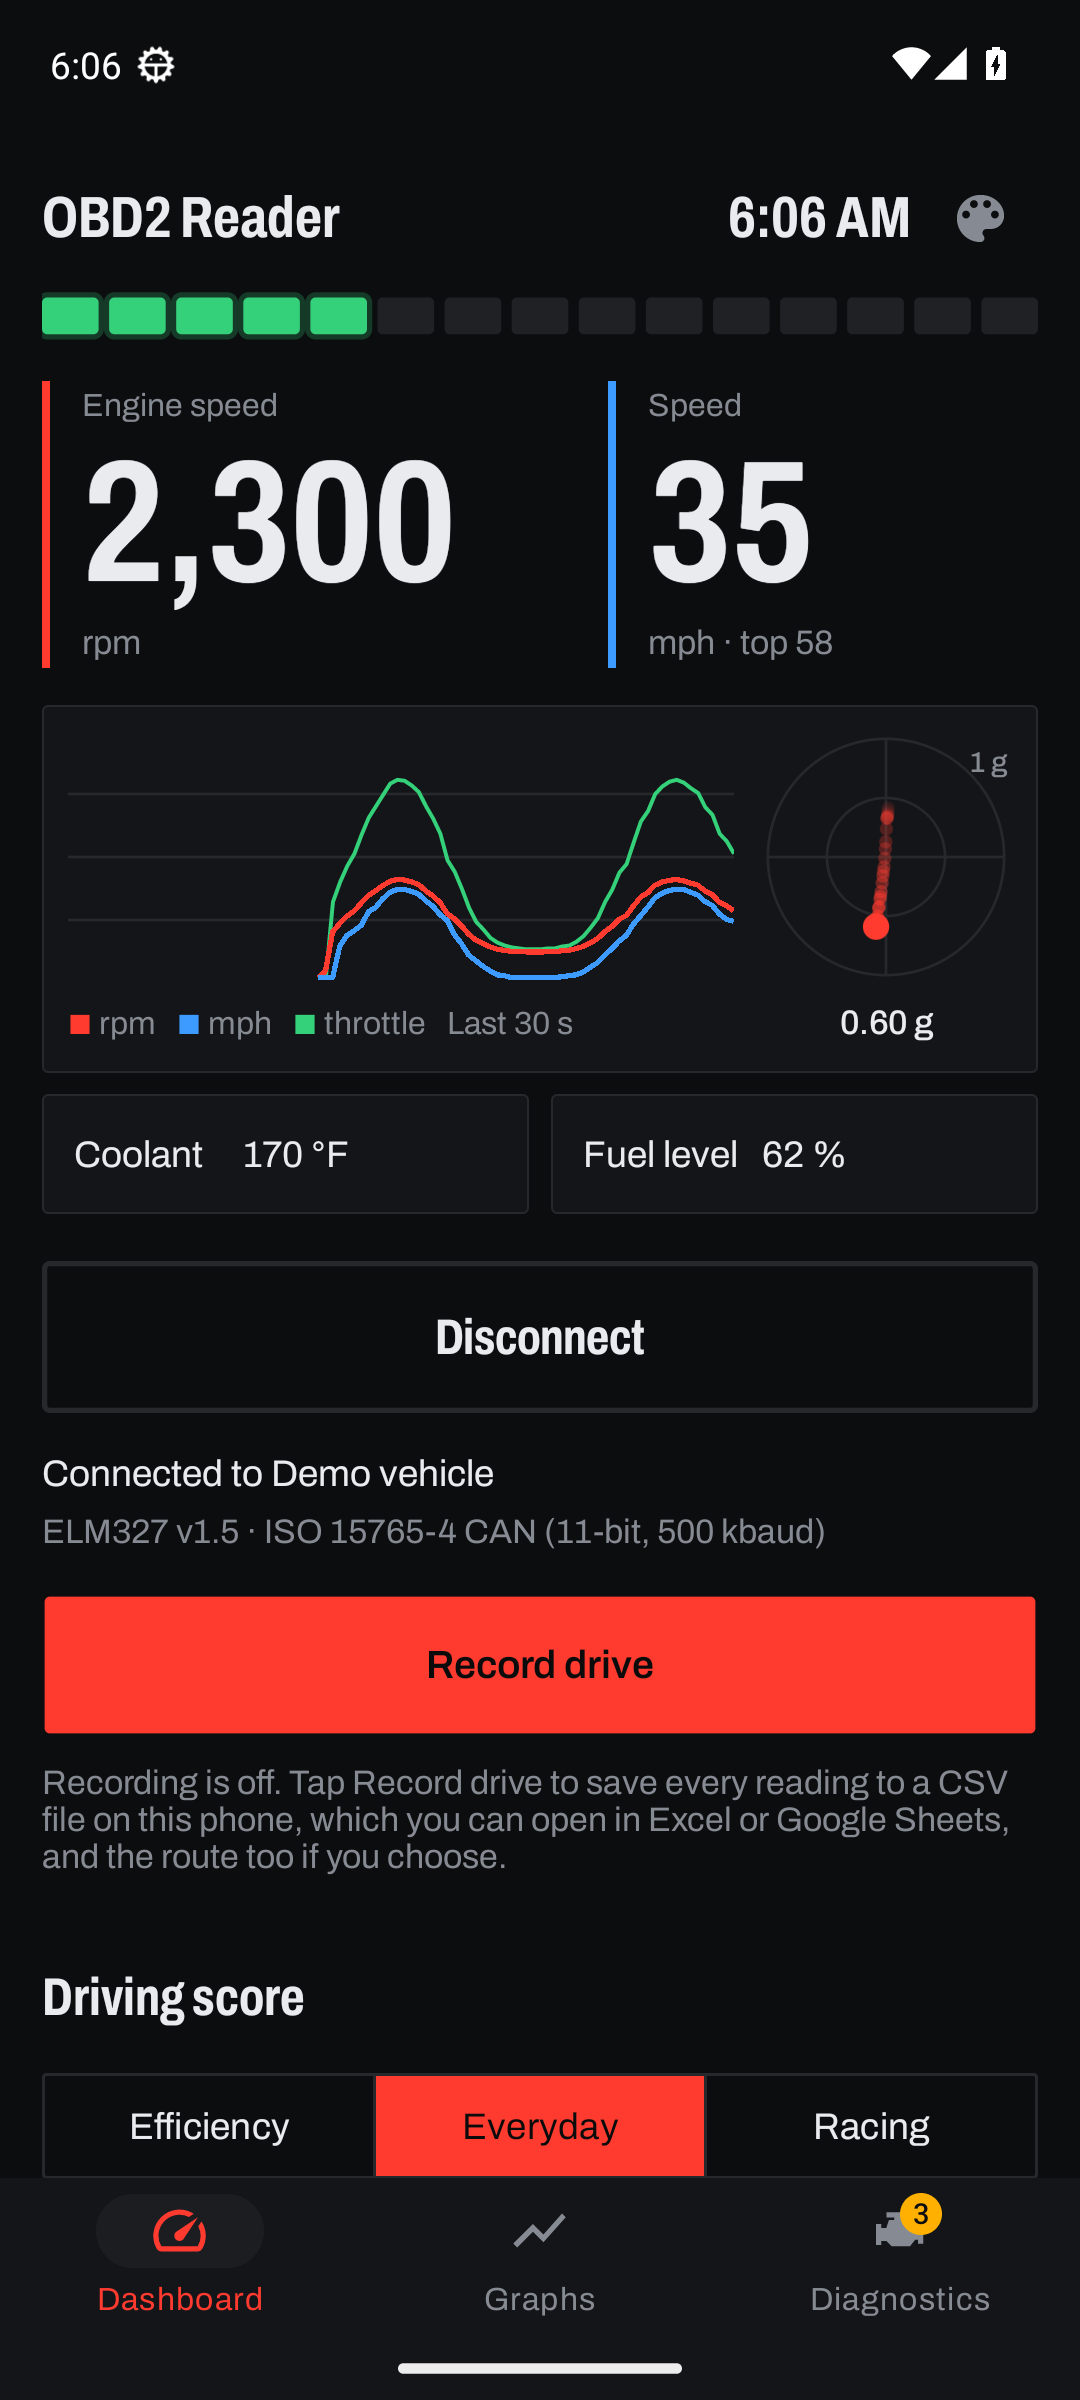 6:06
OBD2 Reader
6:06 AM
Engine speed
2,300
rpm
Speed
35
mph · top 58
1 g
rpm mph throttle Last 30 s
0.60 g
Coolant 170 °F
Fuel level 62 %
Disconnect
Connected to Demo vehicle
ELM327 v1.5 · ISO 15765-4 CAN (11-bit, 500 kbaud)
Record drive
Recording is off. Tap Record drive to save every reading to a CSV
file on this phone, which you can open in Excel or Google Sheets,
and the route too if you choose.
Driving score
Efficiency
Everyday
Racing
3
Dashboard
Graphs
Diagnostics